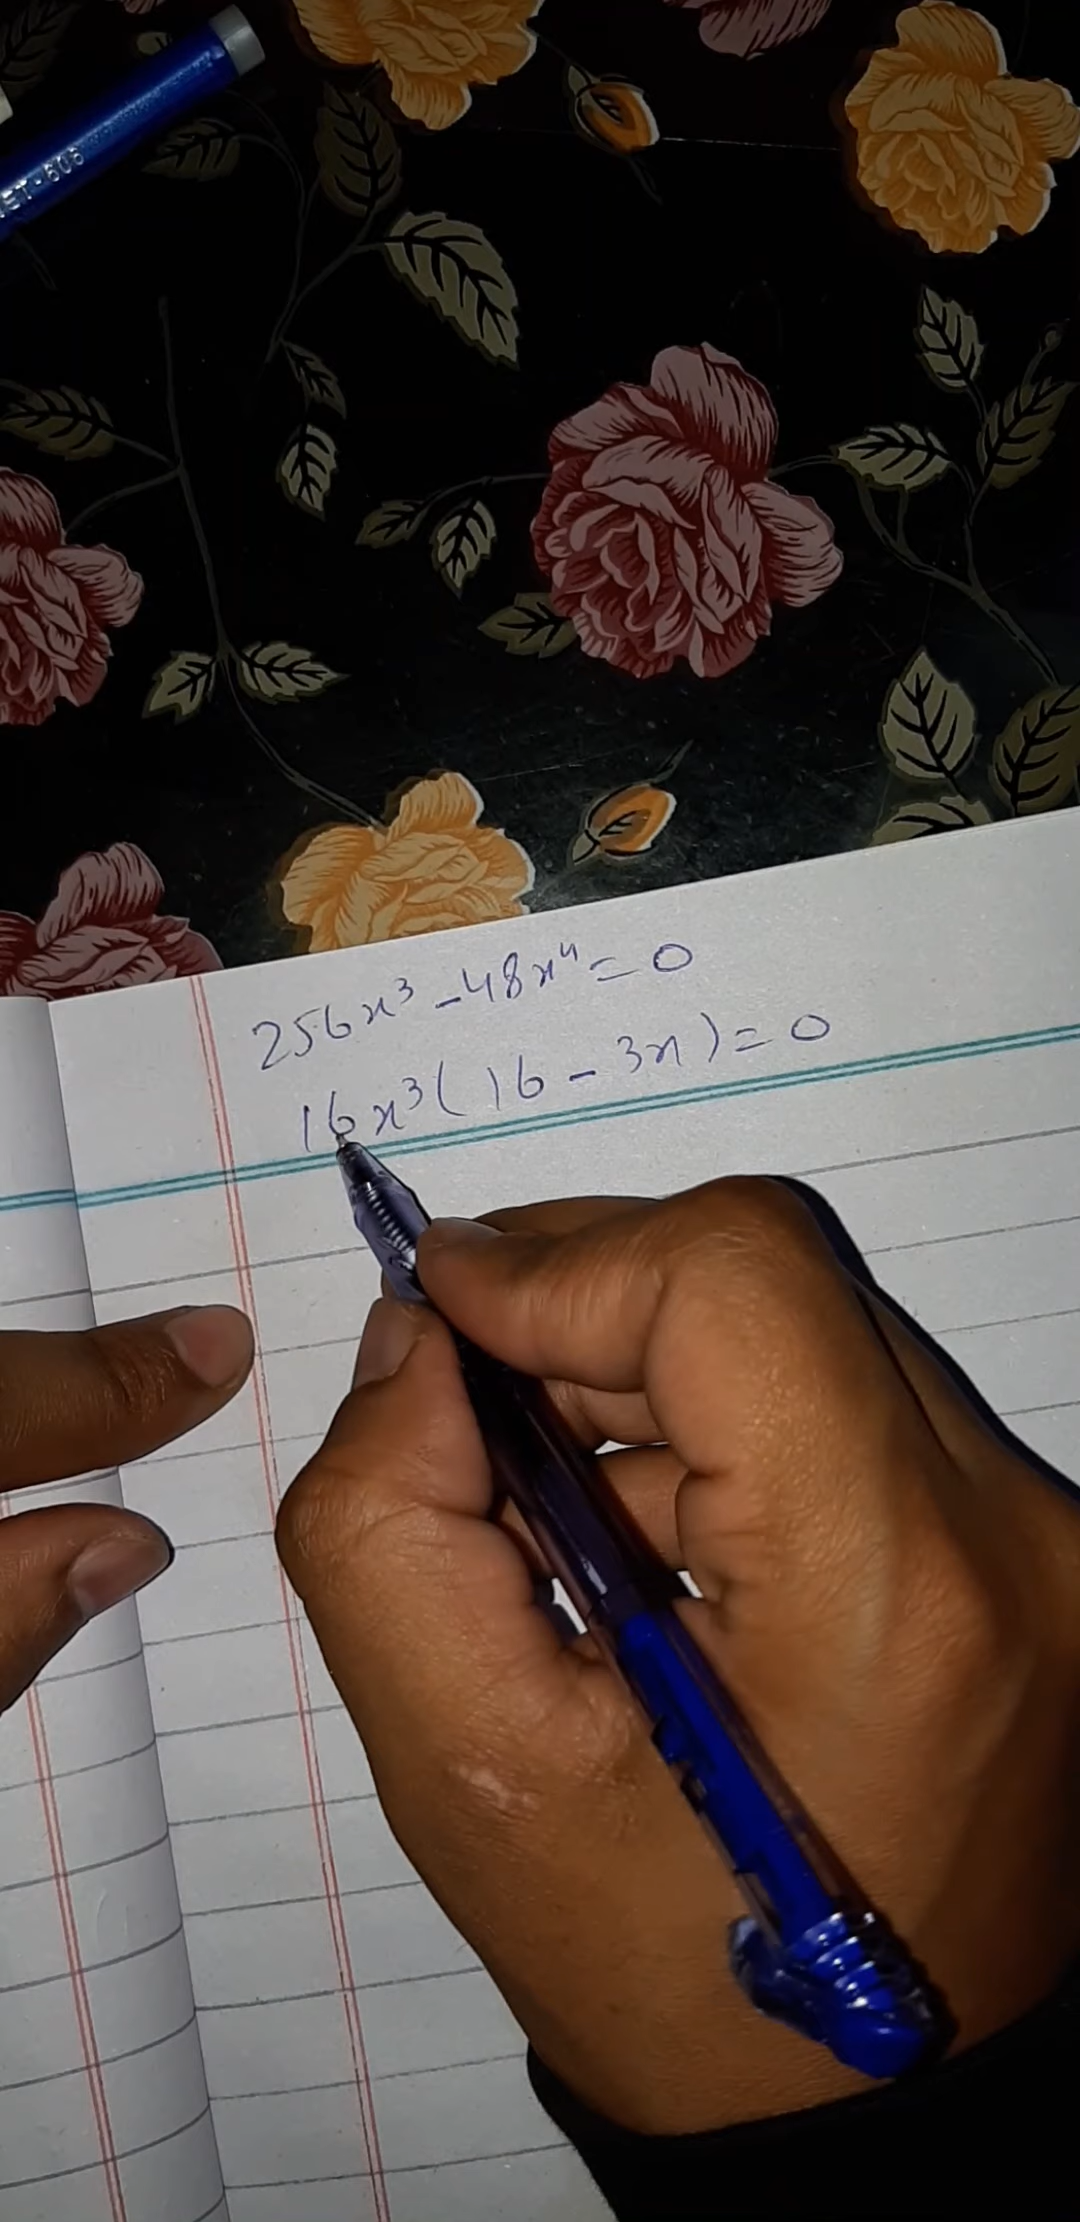 256x³ - 48x⁴ = 0
16x³(16 - 3x) = 0